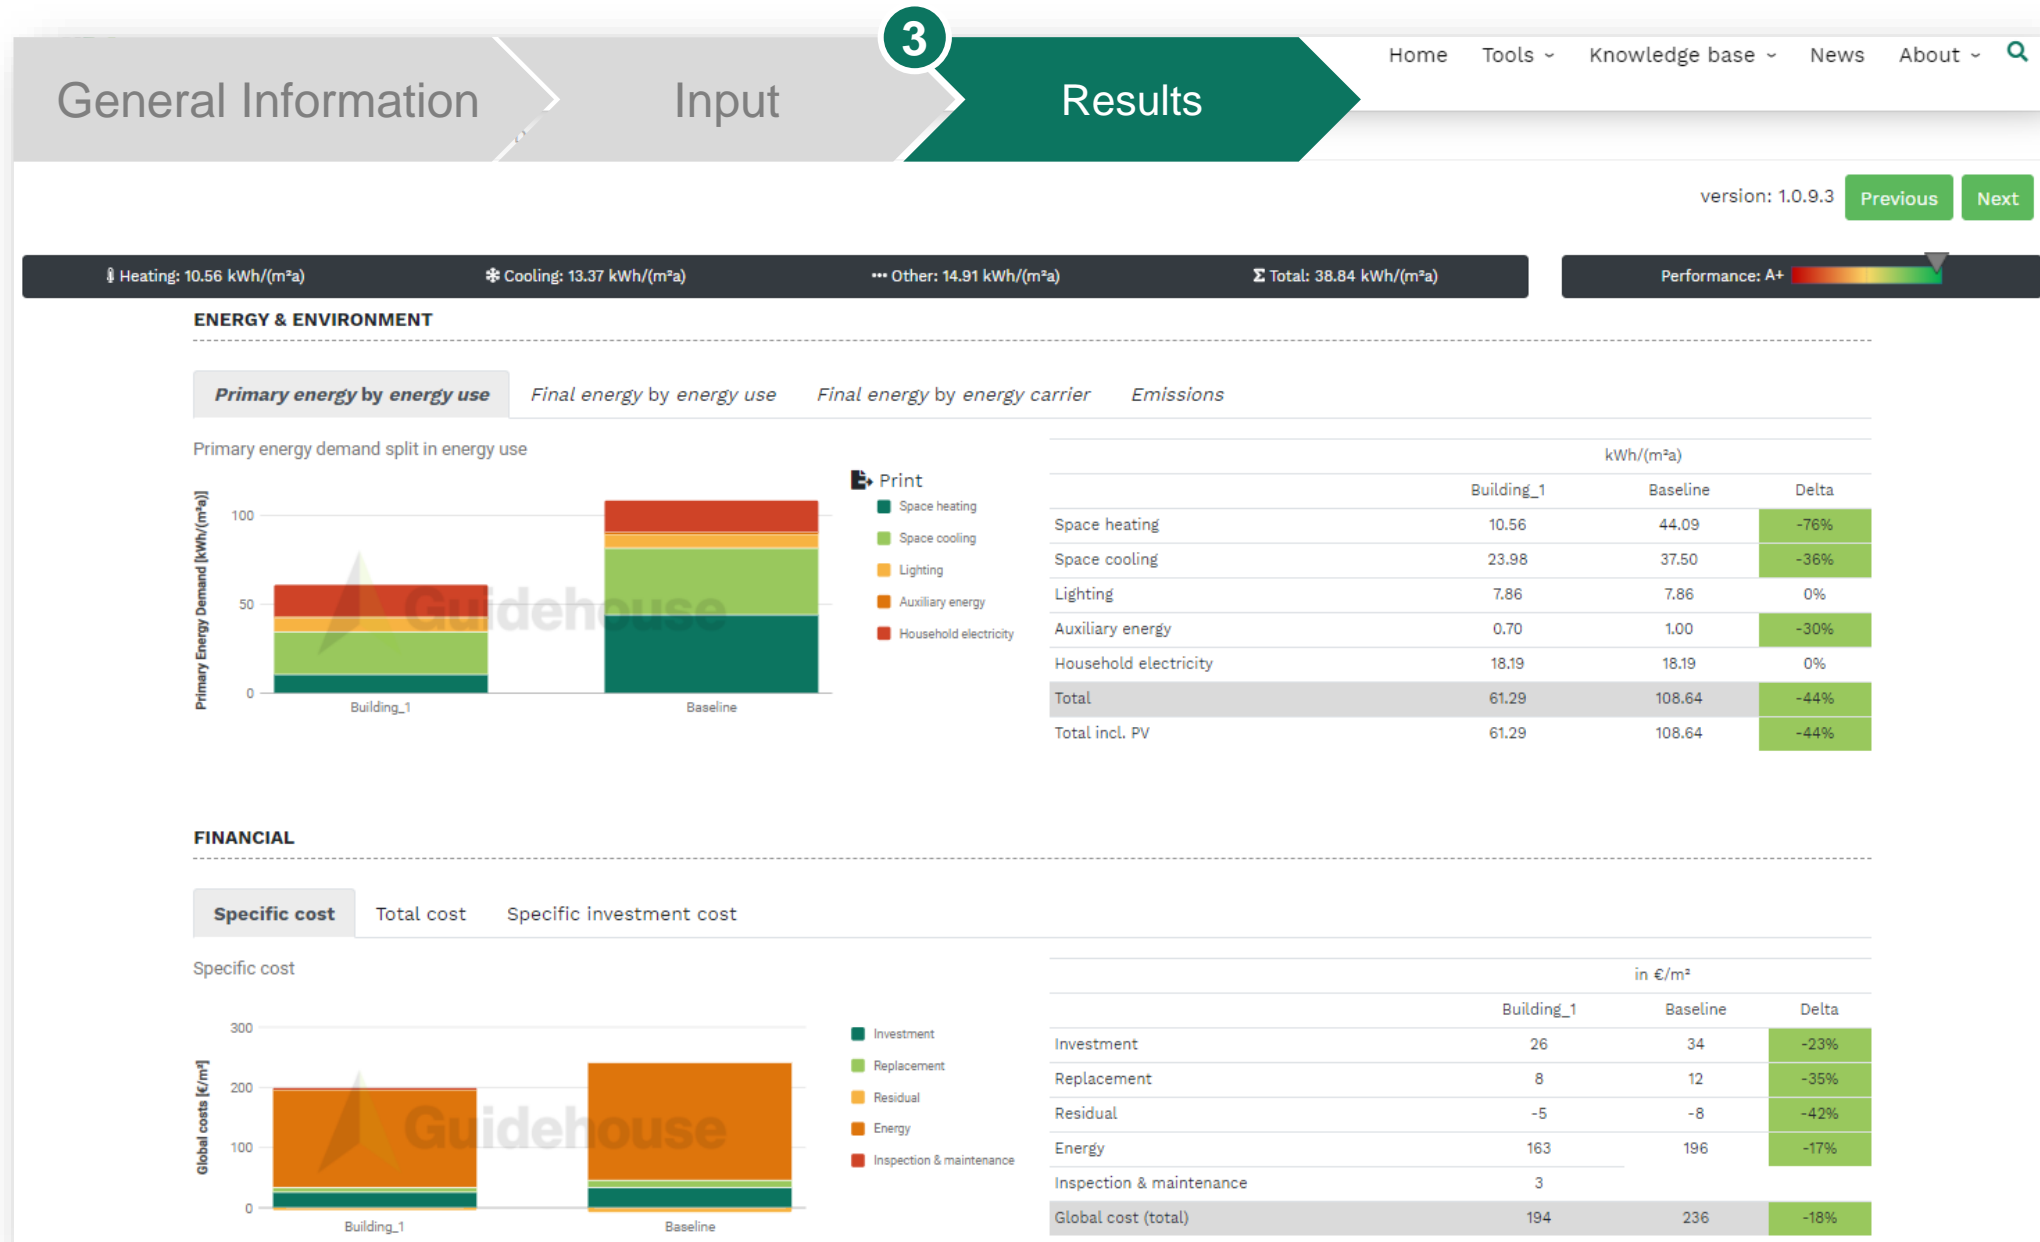 3
Home Tools Knowledge base News About
General Information Input Results
version: 1.0.9.3 Previous Next
Heating: 10.56 kWh/(m²a) Cooling: 13.37 kWh/(m²a) ••• Other: 14.91 kWh/(m²a) Σ Total: 38.84 kWh/(m²a) Performance: A+
ENERGY & ENVIRONMENT
Primary energy by energy use Final energy by energy use Final energy by energy carrier Emissions
Primary energy demand split in energy use
Primary Energy Demand [kWh/(m²a)]
100
50
0
Building_1 Baseline
Guidehouse
Print
Space heating
Space cooling
Lighting
Auxiliary energy
Household electricity
kWh/(m²a)
Building_1 Baseline Delta
Space heating 10.56 44.09 -76%
Space cooling 23.98 37.50 -36%
Lighting 7.86 7.86 0%
Auxiliary energy 0.70 1.00 -30%
Household electricity 18.19 18.19 0%
Total 61.29 108.64 -44%
Total incl. PV 61.29 108.64 -44%
FINANCIAL
Specific cost Total cost Specific investment cost
Specific cost
Global costs [€/m²]
300
200
100
0
Building_1 Baseline
Guidehouse
Investment
Replacement
Residual
Energy
Inspection & maintenance
in €/m²
Building_1 Baseline Delta
Investment 26 34 -23%
Replacement 8 12 -35%
Residual -5 -8 -42%
Energy 163 196 -17%
Inspection & maintenance 3
Global cost (total) 194 236 -18%